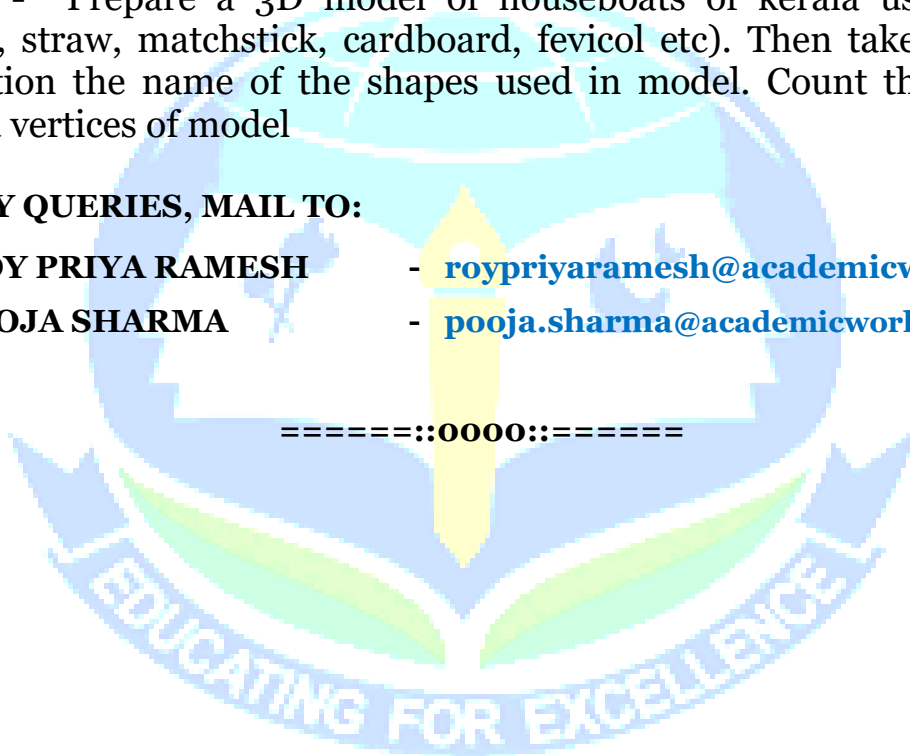 - Prepare a 3D model of houseboats of kerala us
, straw, matchstick, cardboard, fevicol etc). Then take
tion the name of the shapes used in model. Count th
vertices of model
Y QUERIES, MAIL TO:
OY PRIYA RAMESH - roypriyaramesh@academicw
OJA SHARMA - pooja.sharma@academicworl
======::0000::======
EDUCATING FOR EXCELLENCE